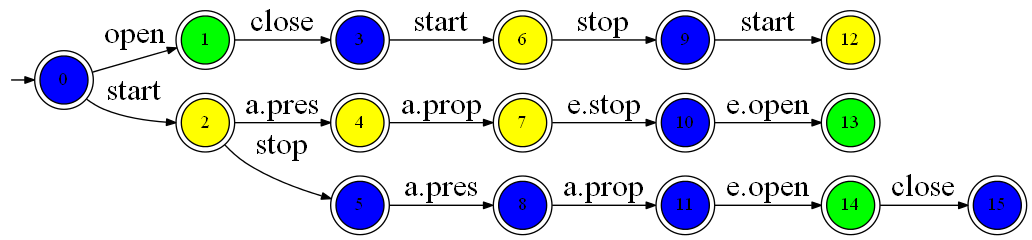 open close start stop start
0 1 3 6 9 12
start a.pres a.prop e.stop e.open
2 4 7 10 13
stop a.pres a.prop e.open close
5 8 11 14 15